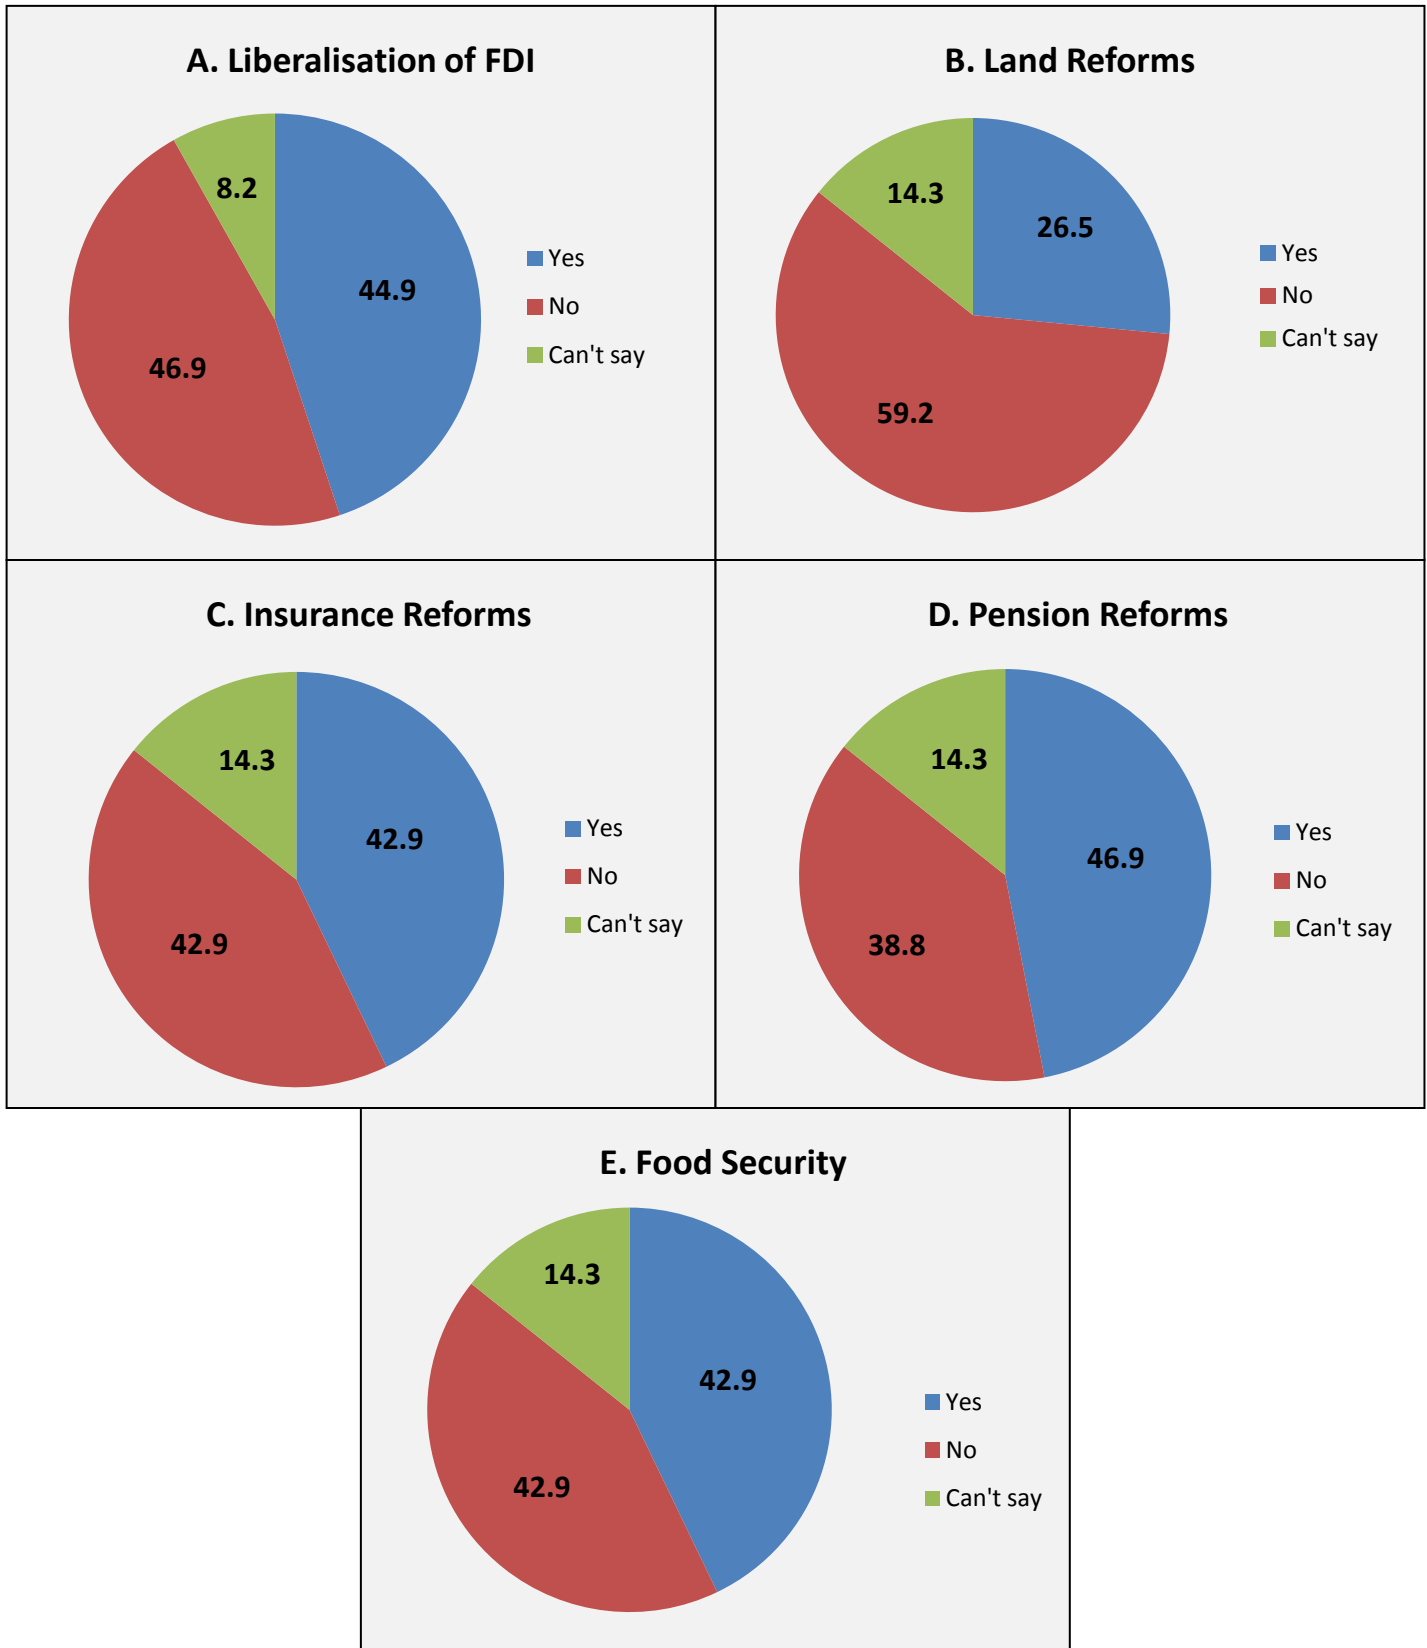 A. Liberalisation of FDI
8.2
44.9
46.9
Yes
No
Can't say
B. Land Reforms
14.3
26.5
59.2
Yes
No
Can't say
C. Insurance Reforms
14.3
42.9
42.9
Yes
No
Can't say
D. Pension Reforms
14.3
46.9
38.8
Yes
No
Can't say
E. Food Security
14.3
42.9
42.9
Yes
No
Can't say